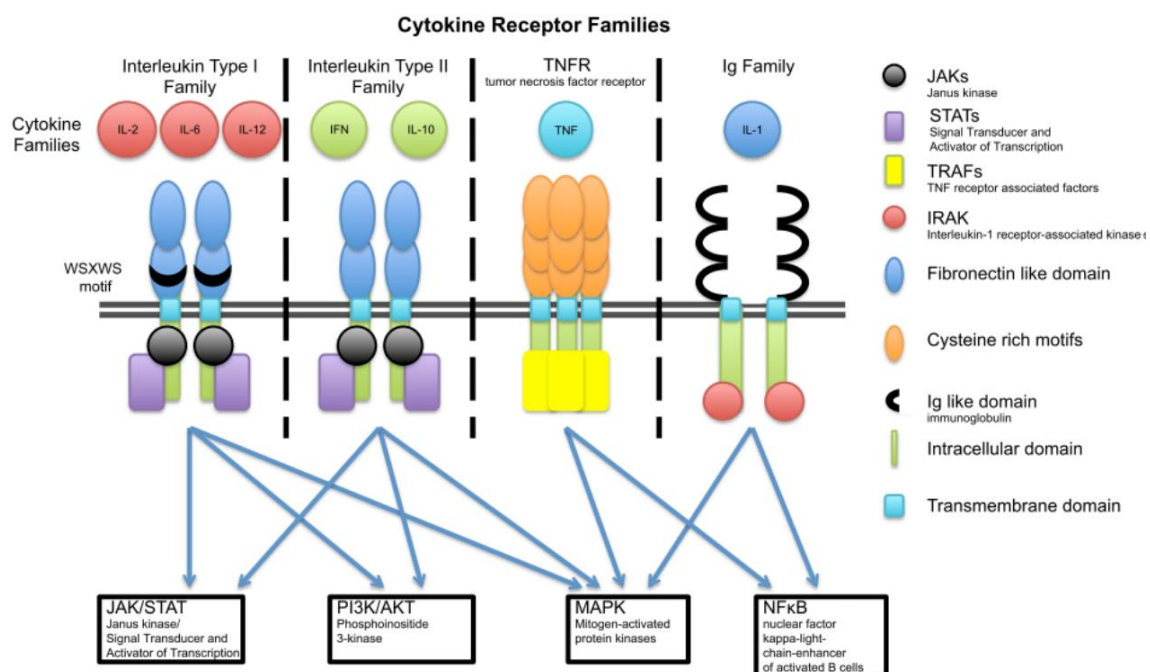 Cytokine Receptor Families
Interleukin Type I
Family
Interleukin Type II
Family
TNFR
tumor necrosis factor receptor
Ig Family
Cytokine
Families
IL-2
IL-6
IL-12
IFN
IL-10
TNF
IL-1
WSXWS
motif
JAKs
Janus kinase
STATs
Signal Transducer and
Activator of Transcription
TRAFs
TNF receptor associated factors
IRAK
Interleukin-1 receptor-associated kinases
Fibronectin like domain
Cysteine rich motifs
Ig like domain
immunoglobulin
Intracellular domain
Transmembrane domain
JAK/STAT
Janus kinase/
Signal Transducer and
Activator of Transcription
PI3K/AKT
Phosphoinositide
3-kinase
MAPK
Mitogen-activated
protein kinases
NFκB
nuclear factor
kappa-light-
chain-enhancer
of activated B cells